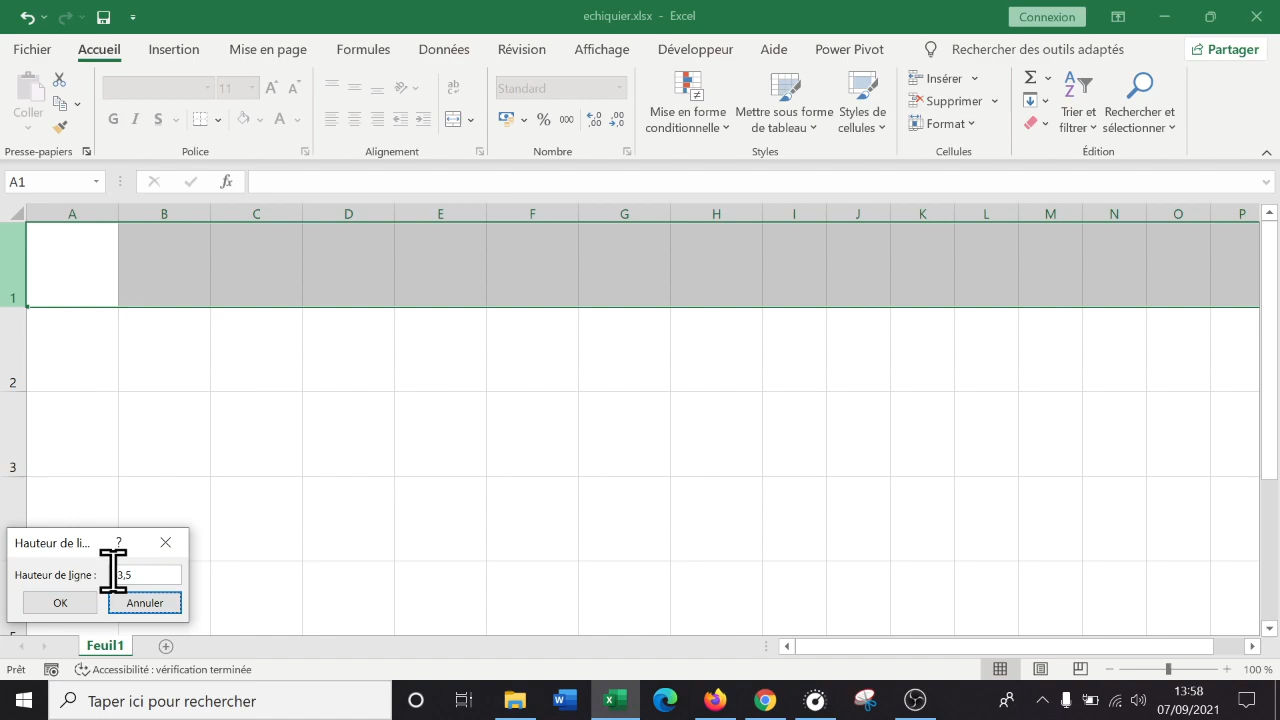 echiquier.xlsx - Excel
Connexion
Fichier Accueil Insertion Mise en page Formules Données Révision Affichage Développeur Aide Power Pivot Rechercher des outils adaptés Partager
Coller
11
Standard
G I S
A
% 000
Mise en forme conditionnelle
Mettre sous forme de tableau
Styles de cellules
Insérer
Supprimer
Format
Trier et filtrer
Rechercher et sélectionner
Presse-papiers Police Alignement Nombre Styles Cellules Édition
A1 fx
A B C D E F G H I J K L M N O P
1
2
3
Hauteur de li... ?
Hauteur de ligne : 3,5
OK Annuler
5
Feuil1
Prêt Accessibilité : vérification terminée 100 %
Taper ici pour rechercher
13:58
07/09/2021